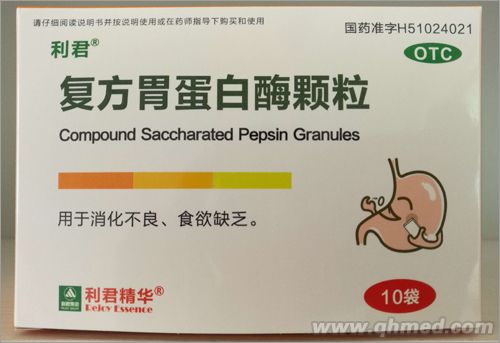 请仔细阅读说明书并按说明使用或在药师指导下购买和使用
国药准字H51024021
利君®
OTC
复方胃蛋白酶颗粒
Compound Saccharated Pepsin Granules
用于消化不良、食欲缺乏。
利君精华®
Rejoy Essence
10袋
www.qhmed.com